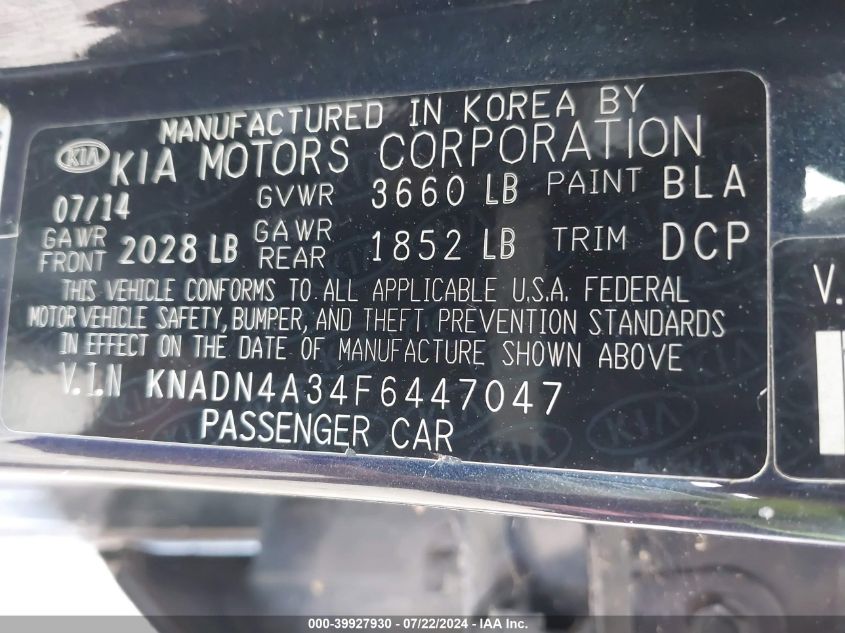 MANUFACTURED IN KOREA BY
KIA KIA MOTORS CORPORATION
07/14 GVWR 3660 LB PAINT BLA
GAWR FRONT 2028 LB GAWR REAR 1852 LB TRIM DCP
THIS VEHICLE CONFORMS TO ALL APPLICABLE U.S.A. FEDERAL
MOTOR VEHICLE SAFETY, BUMPER, AND THEFT PREVENTION STANDARDS
IN EFFECT ON THE DATE OF MANUFACTURE SHOWN ABOVE
V.I.N KNADN4A34F6447047
PASSENGER CAR
V.
000-39927930 - 07/22/2024 - IAA Inc.